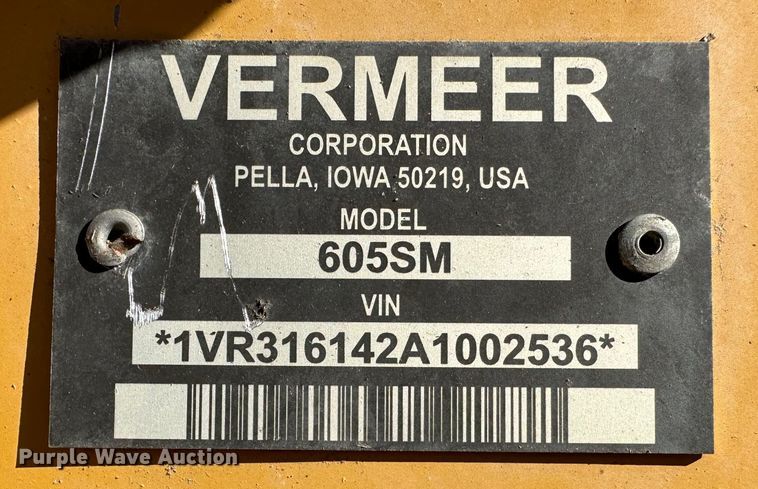 VERMEER
CORPORATION
PELLA, IOWA 50219, USA
MODEL
605SM
VIN
*1VR316142A1002536*
Purple Wave Auction